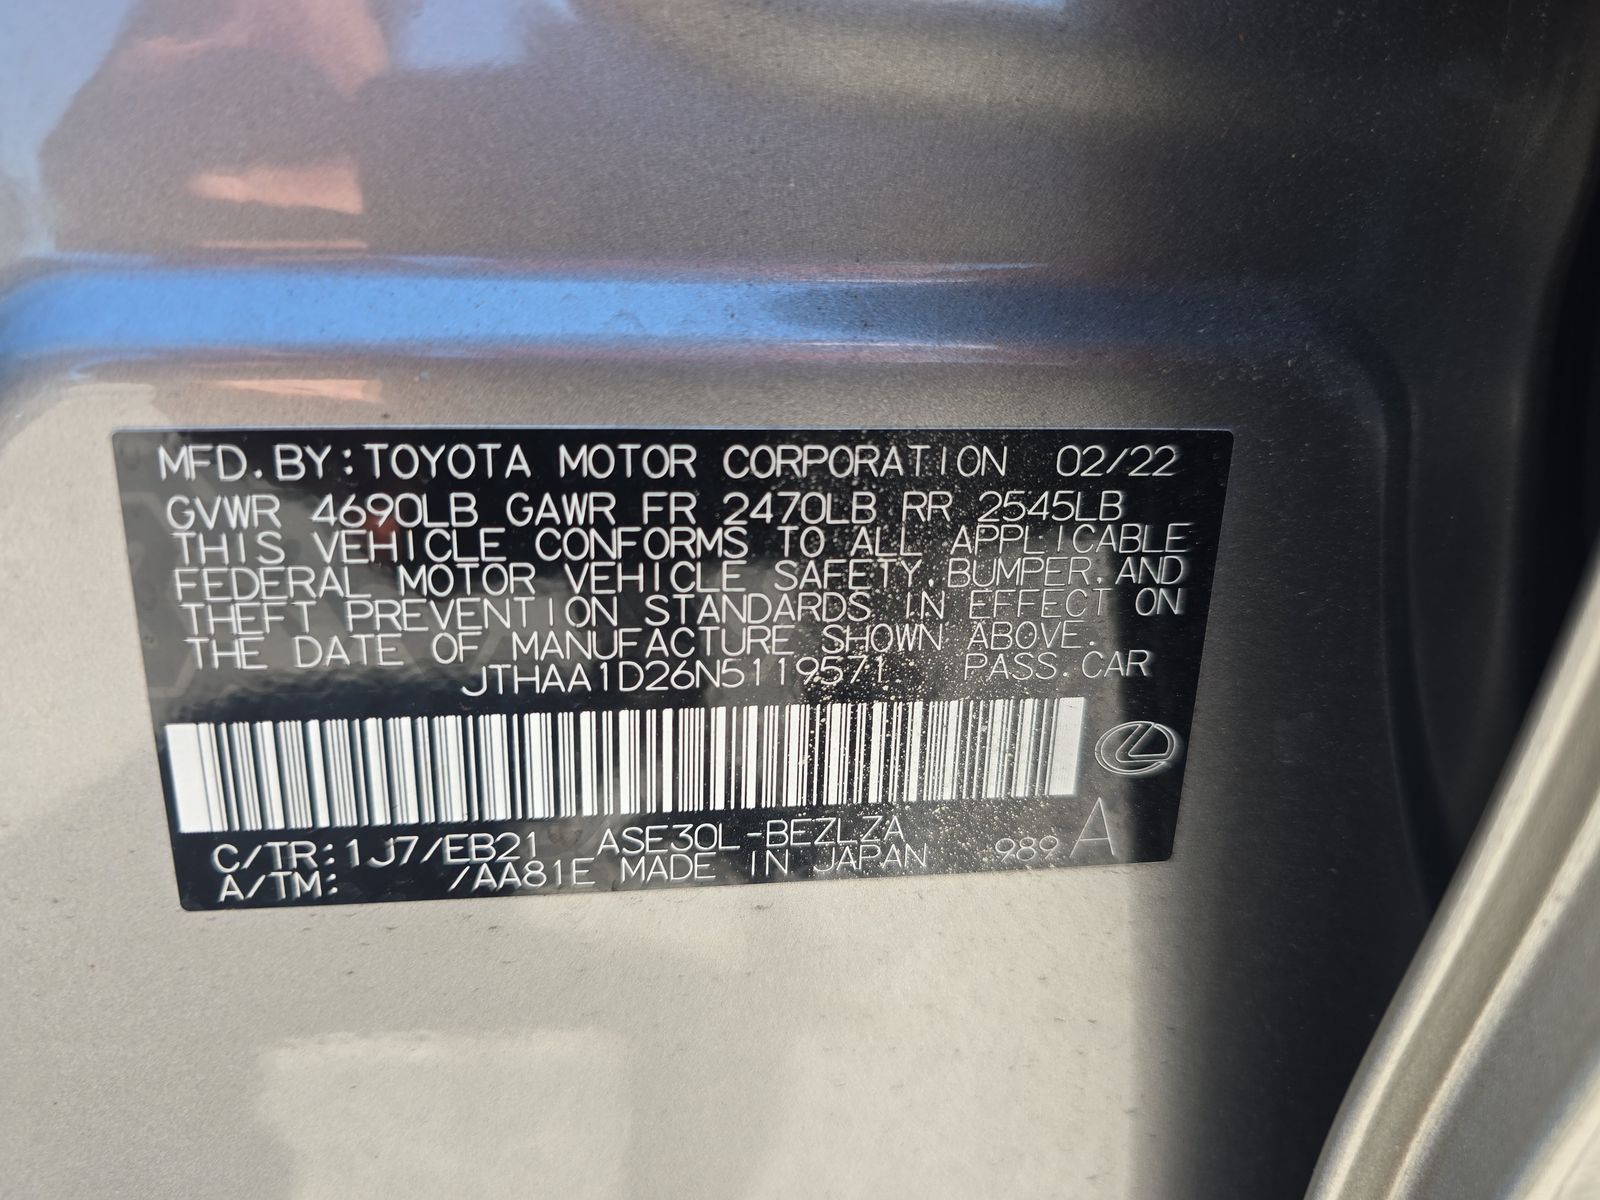 MFD.BY:TOYOTA MOTOR CORPORATION 02/22
GVWR 4690LB GAWR FR 2470LB RR 2545LB
THIS VEHICLE CONFORMS TO ALL APPLICABLE
FEDERAL MOTOR VEHICLE SAFETY,BUMPER,AND
THEFT PREVENTION STANDARDS IN EFFECT ON
THE DATE OF MANUFACTURE SHOWN ABOVE.
JTHAA1D26N5119571 PASS.CAR
C/TR:1J7/EB21 ASE30L-BEZLZA 989 A
A/TM: /AA81E MADE IN JAPAN